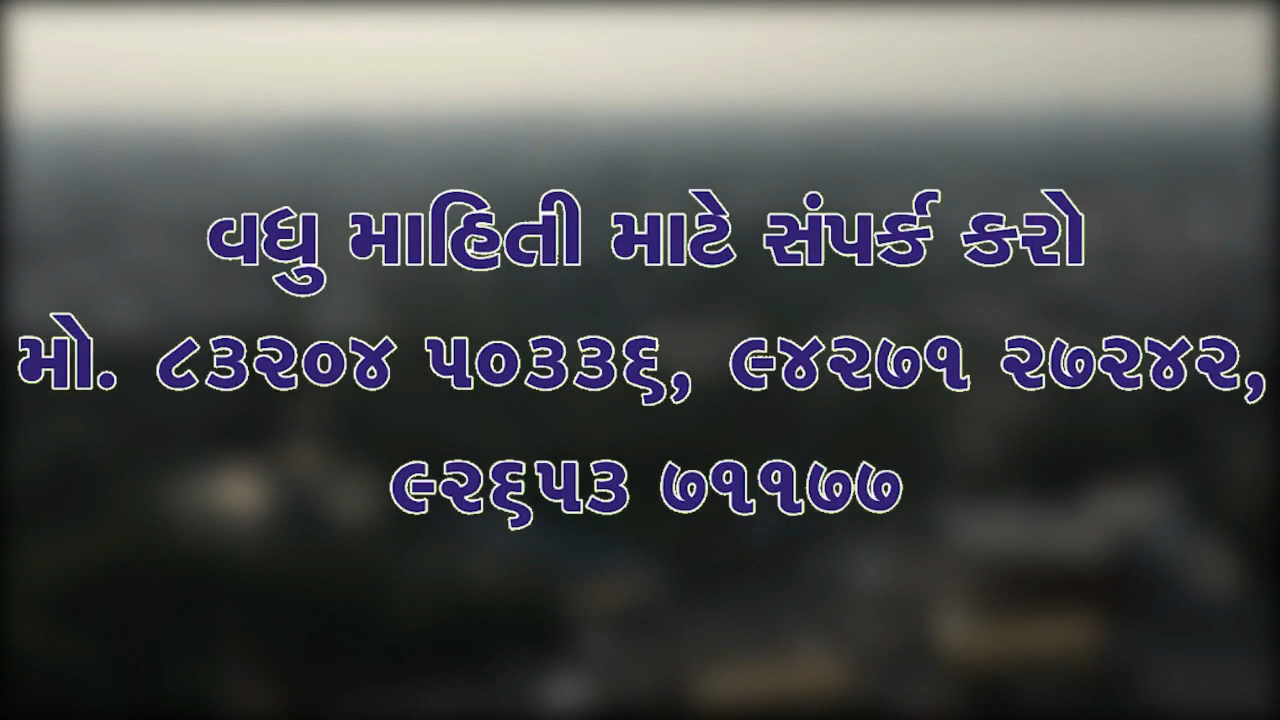 વધુ માહિતી માટે સંપર્ક કરો
મો. ૮૩૨૦૪ ૫૦૩૩૬, ૯૪૨૭૧ ૨૭૨૪૨,
૯૨૬૫૩ ૭૧૧૭૭